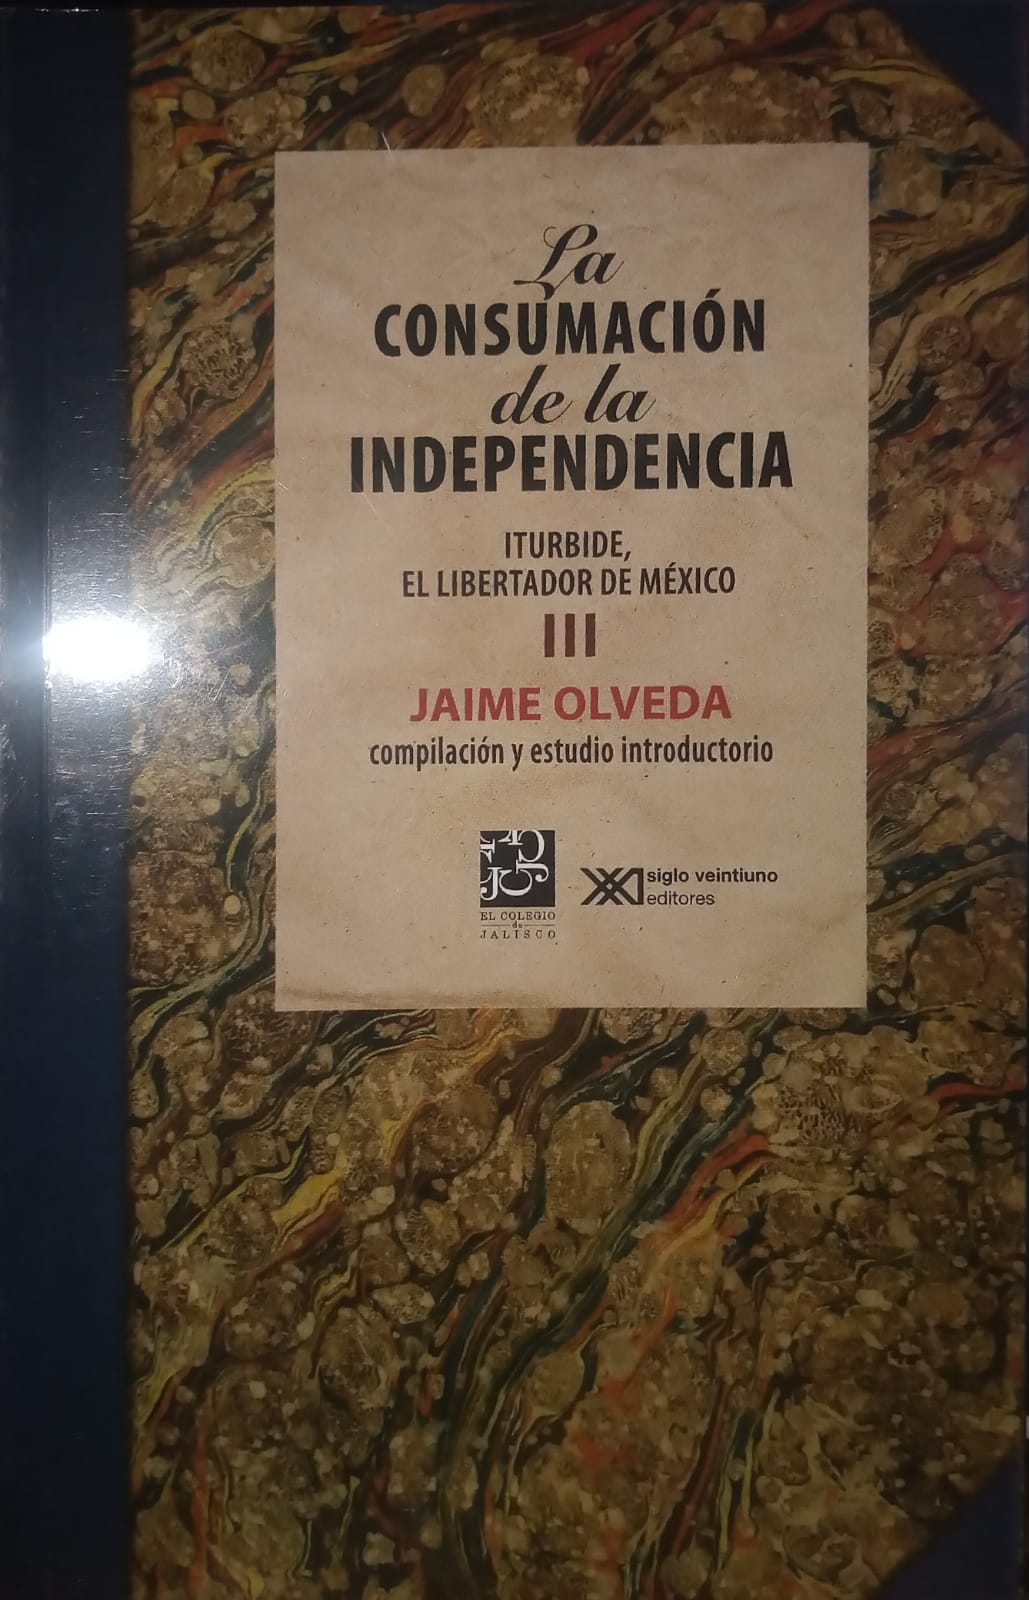 La
CONSUMACIÓN
de la
INDEPENDENCIA
ITURBIDE,
EL LIBERTADOR DE MÉXICO
III
JAIME OLVEDA
compilación y estudio introductorio
EL COLEGIO
de
JALISCO
siglo veintiuno
editores